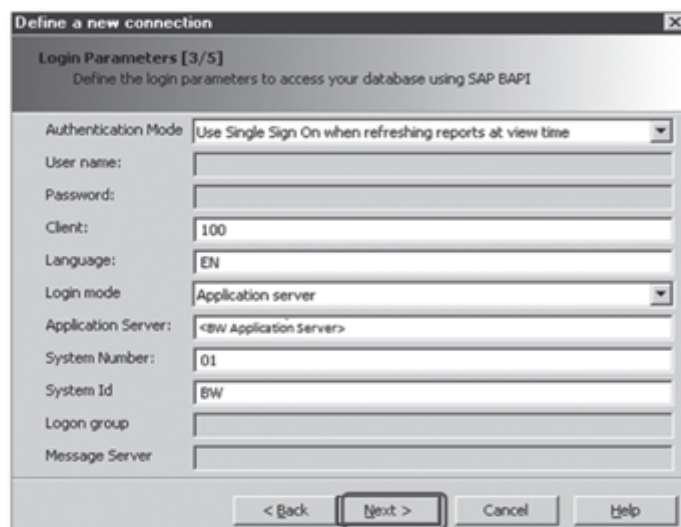 Define a new connection
Login Parameters [3/5]
Define the login parameters to access your database using SAP BAPI
Authentication Mode Use Single Sign On when refreshing reports at view time
User name:
Password:
Client: 100
Language: EN
Login mode Application server
Application Server: <BW Application Server>
System Number: 01
System Id BW
Logon group
Message Server
< Back Next > Cancel Help